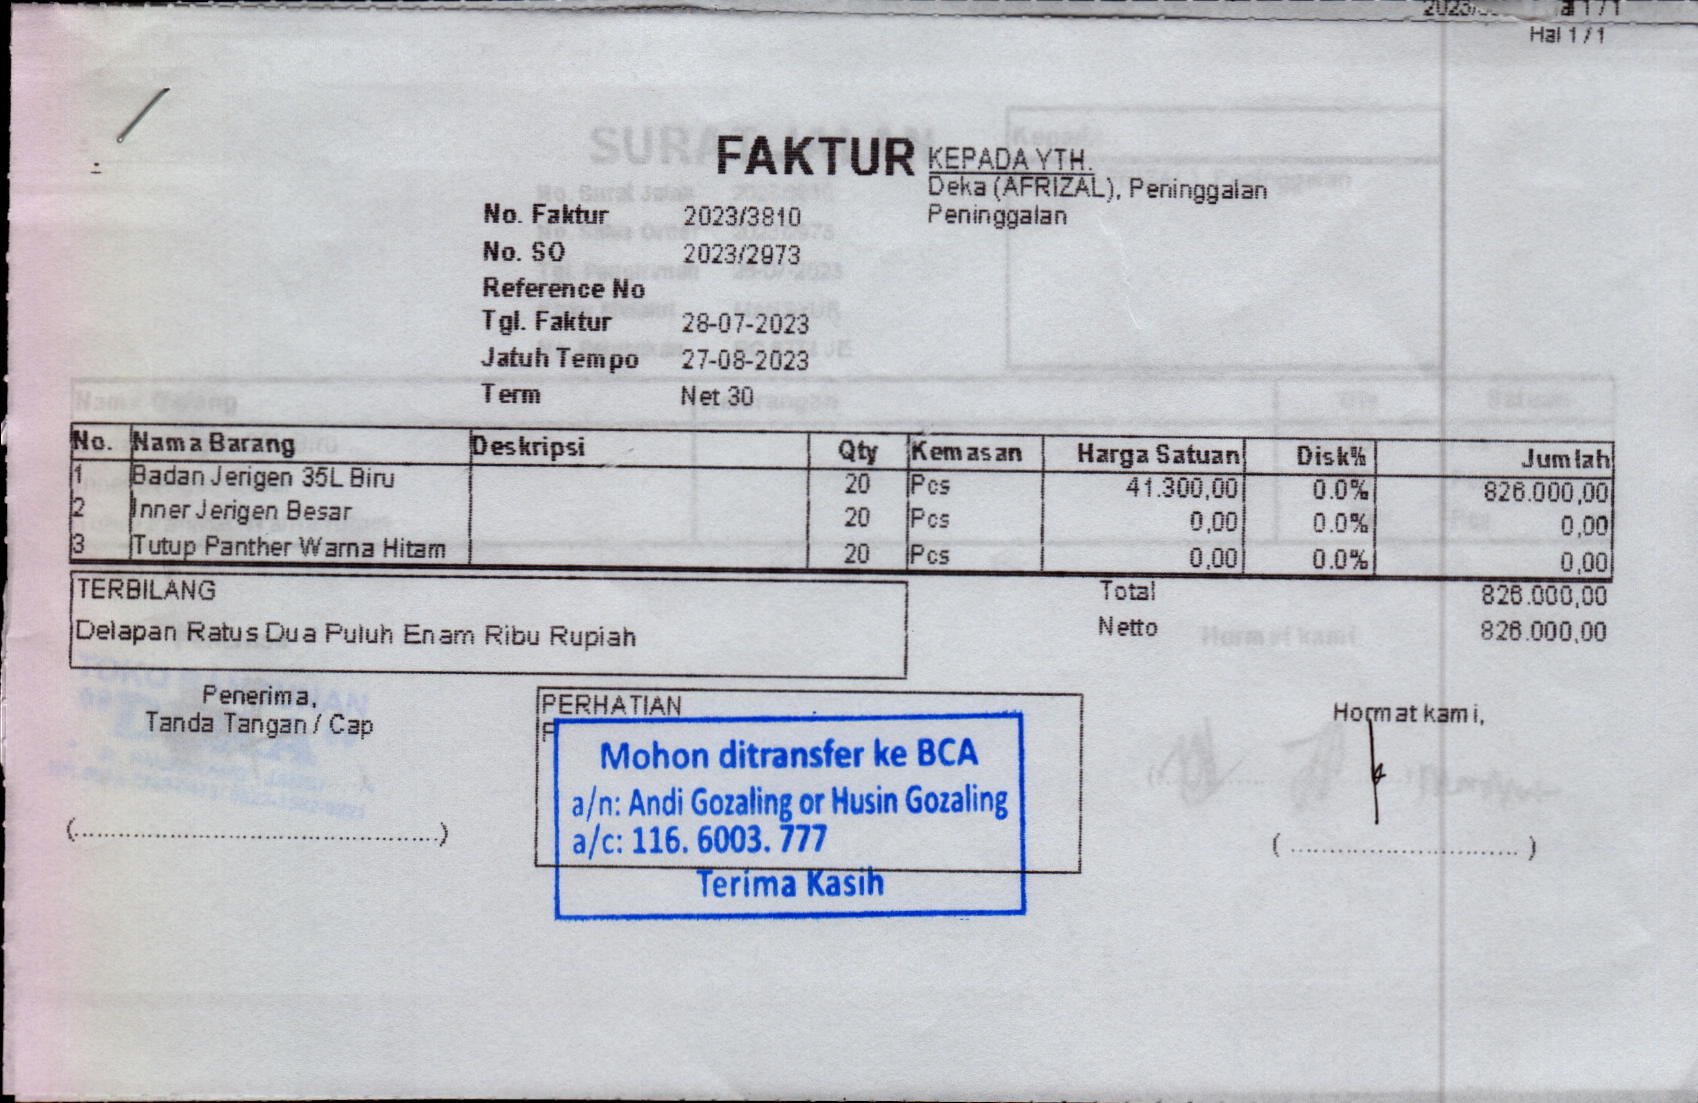 Hal 1 / 1
FAKTUR
KEPADA YTH.
Deka (AFRIZAL), Peninggalan
Peninggalan
No. Faktur 2023/3810
No. SO 2023/2973
Reference No
Tgl. Faktur 28-07-2023
Jatuh Tempo 27-08-2023
Term Net 30
No. Nama Barang Deskripsi Qty Kemasan Harga Satuan Disk% Jumlah
1 Badan Jerigen 35L Biru 20 Pcs 41.300,00 0.0% 826.000,00
2 Inner Jerigen Besar 20 Pcs 0,00 0.0% 0,00
3 Tutup Panther Warna Hitam 20 Pcs 0,00 0.0% 0,00
TERBILANG
Delapan Ratus Dua Puluh Enam Ribu Rupiah
Total 826.000,00
Netto 826.000,00
Penerima,
Tanda Tangan / Cap
(........................................)
PERHATIAN
Mohon ditransfer ke BCA
a/n: Andi Gozaling or Husin Gozaling
a/c: 116. 6003. 777
Terima Kasih
Hormat kami,
( ............................ )